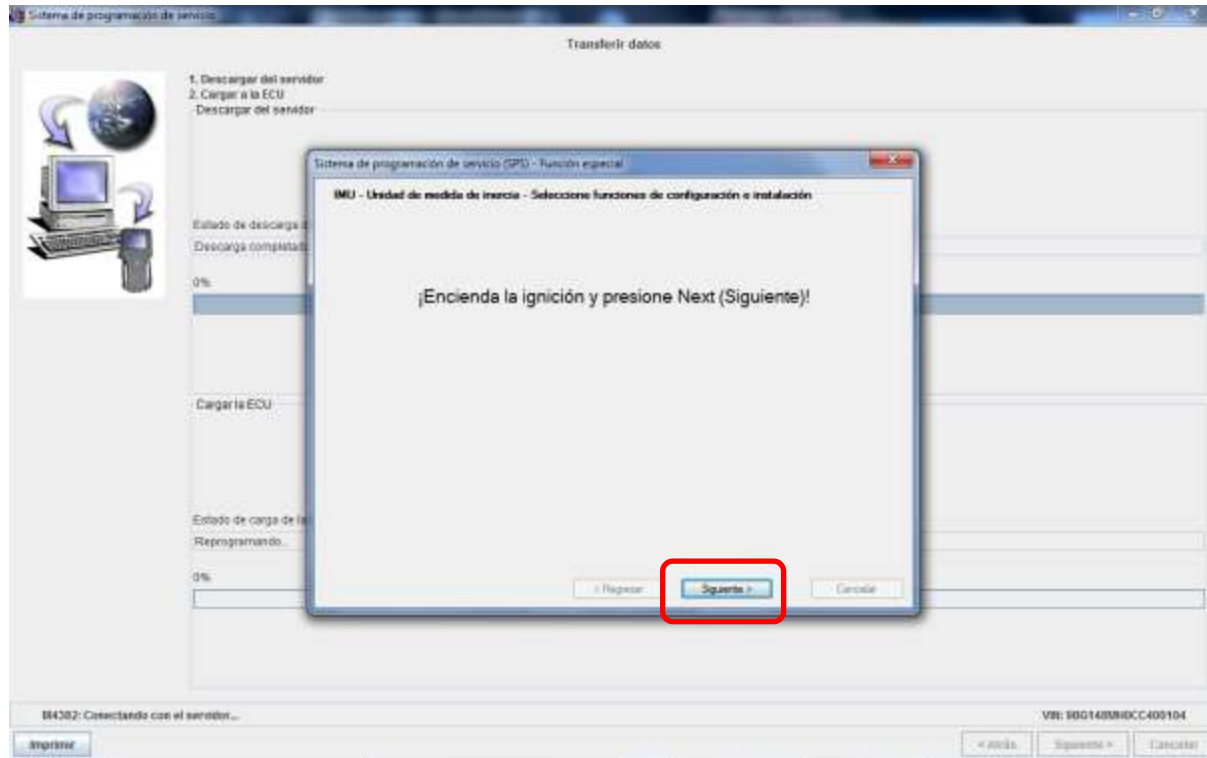 Sistema de programación de servicio
Transferir datos
1. Descargar del servidor
2. Cargar a la ECU
Descargar del servidor
Sistema de programación de servicio (SPS) - Función especial
IMU - Unidad de medida de inercia - Seleccione funciones de configuración e instalación
Estado de descarga
Descarga completada
0%
¡Encienda la ignición y presione Next (Siguiente)!
Cargar la ECU
Estado de carga de la
Reprogramando...
0%
< Regresar
Siguiente >
Cancelar
Conectando con el servidor...
VIN:
Imprimir
< Atrás
Siguiente >
Cancelar